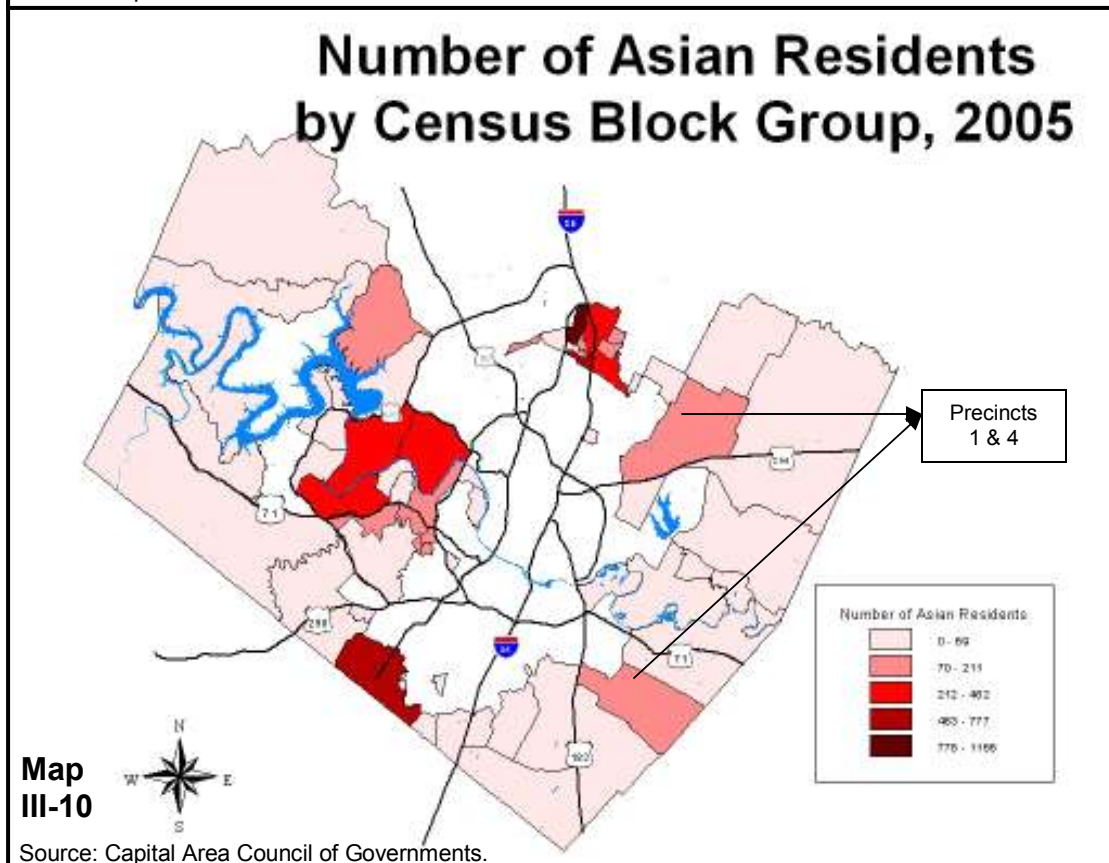 Number of Asian Residents
by Census Block Group, 2005
Precincts
1 & 4
71
290
71
183
Number of Asian Residents
0 - 69
70 - 211
212 - 462
463 - 777
778 - 1166
Map
III-10
N
W
E
S
Source: Capital Area Council of Governments.